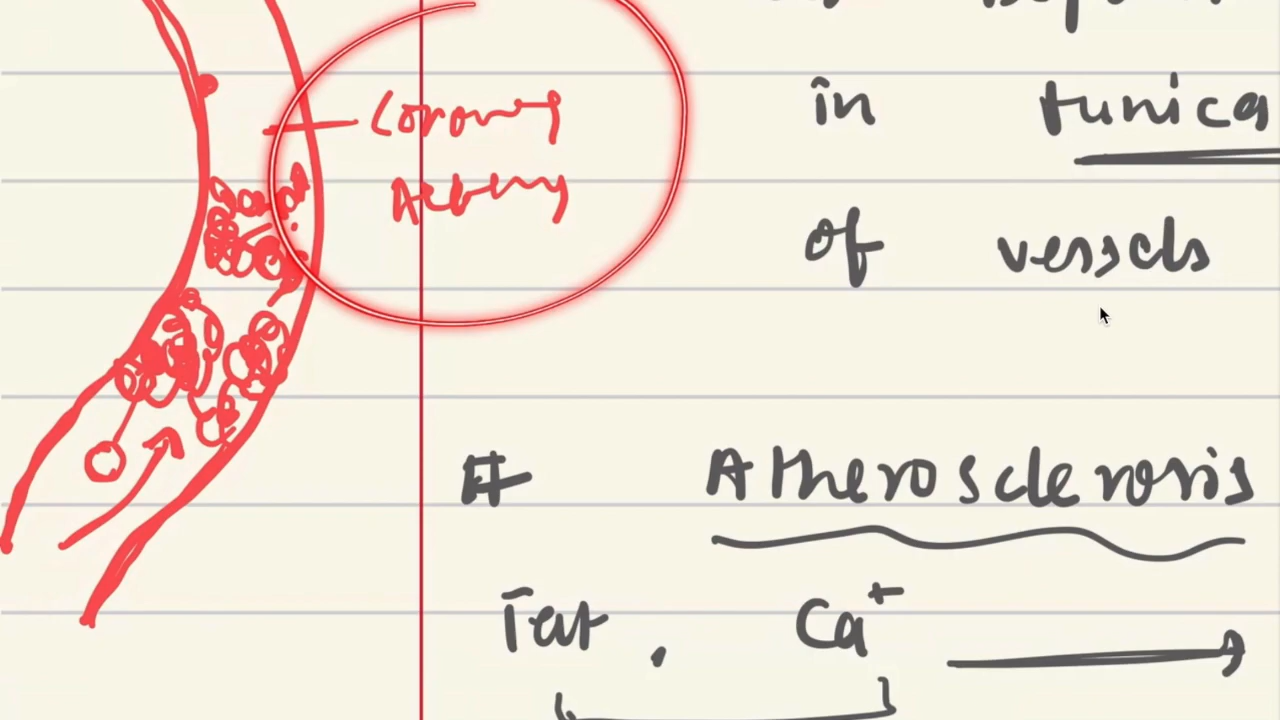 Coronary
Artery
in tunica
of vessels
# Atherosclerosis
Fat, Ca+ →